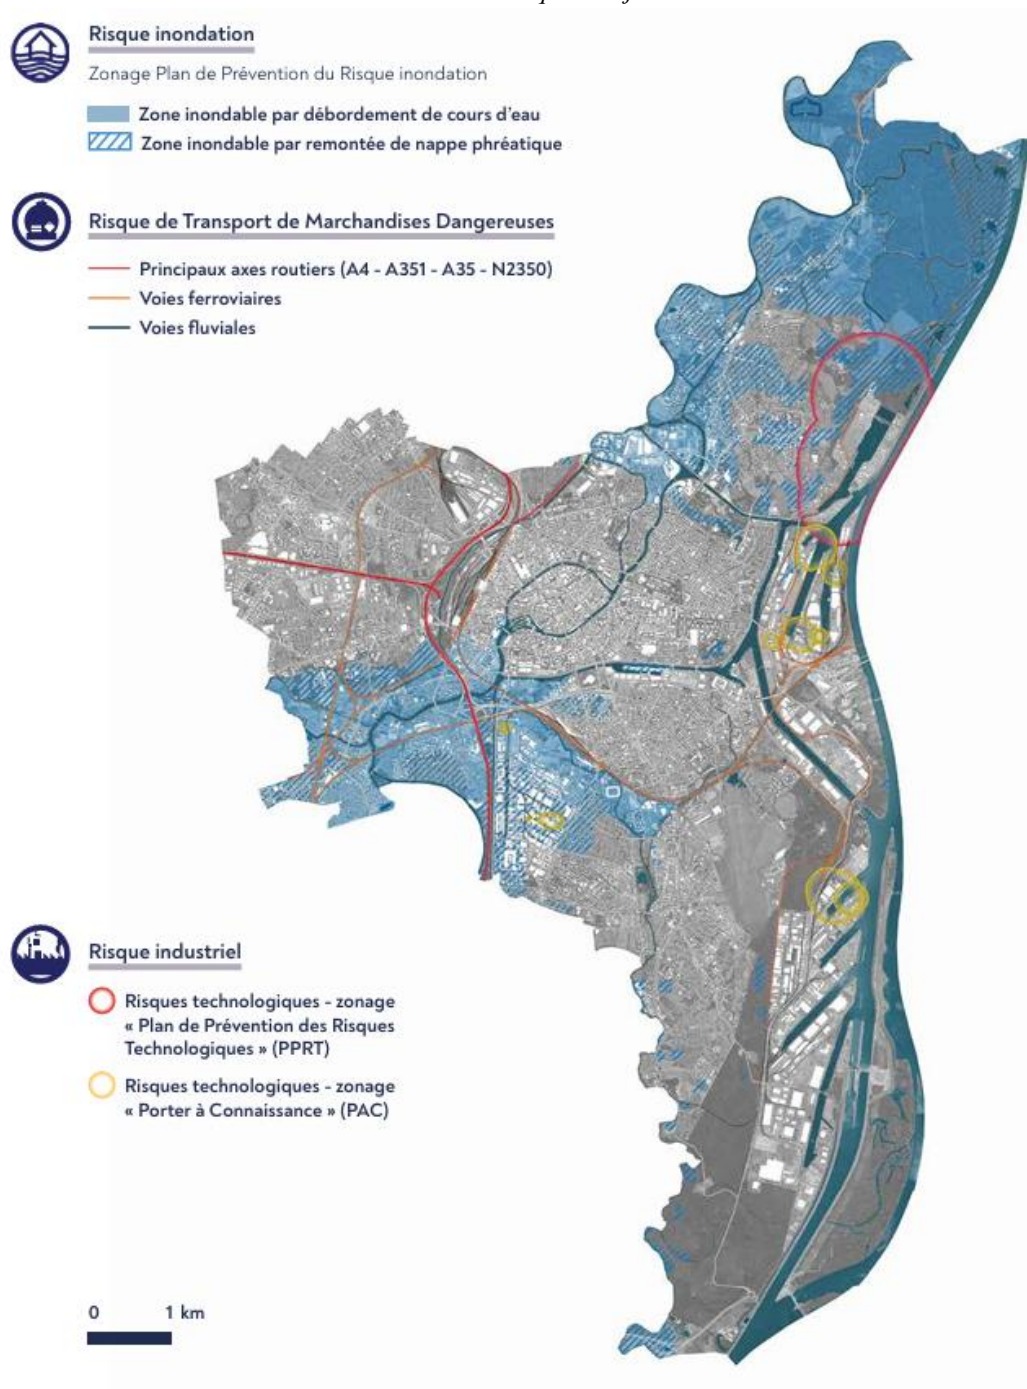 Risque inondation
Zonage Plan de Prévention du Risque inondation
Zone inondable par débordement de cours d'eau
Zone inondable par remontée de nappe phréatique
Risque de Transport de Marchandises Dangereuses
Principaux axes routiers (A4 - A351 - A35 - N2350)
Voies ferroviaires
Voies fluviales
Risque industriel
Risques technologiques - zonage
« Plan de Prévention des Risques
Technologiques » (PPRT)
Risques technologiques - zonage
« Porter à Connaissance » (PAC)
0 1 km